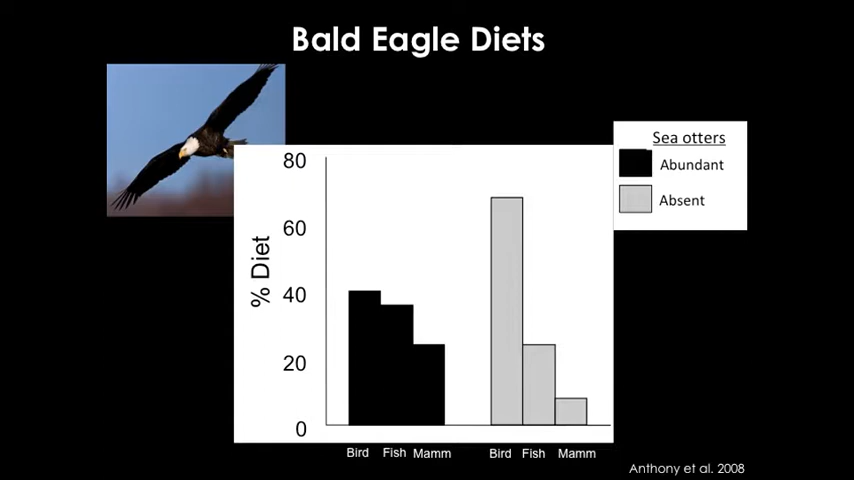 Bald Eagle Diets
Sea otters
Abundant
Absent
% Diet
80
60
40
20
0
Bird Fish Mamm Bird Fish Mamm
Anthony et al. 2008